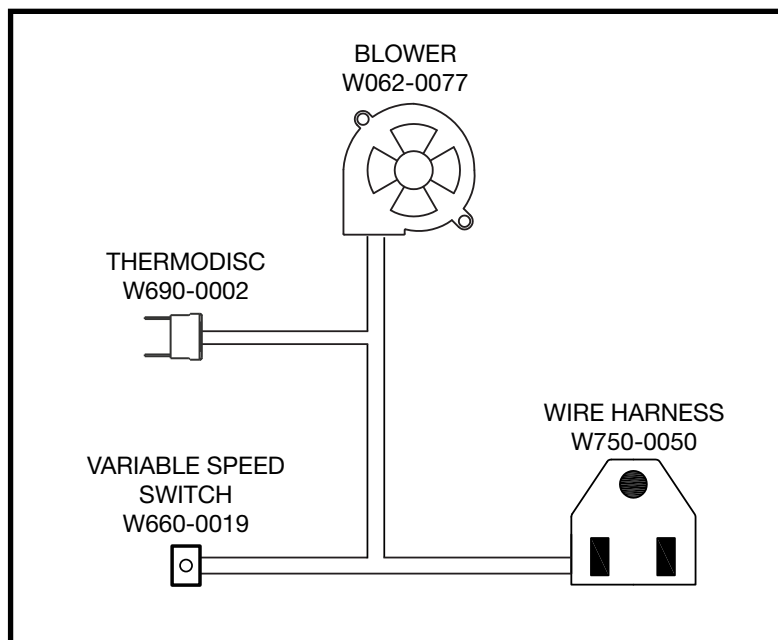 BLOWER
W062-0077
THERMODISC
W690-0002
WIRE HARNESS
W750-0050
VARIABLE SPEED
SWITCH
W660-0019